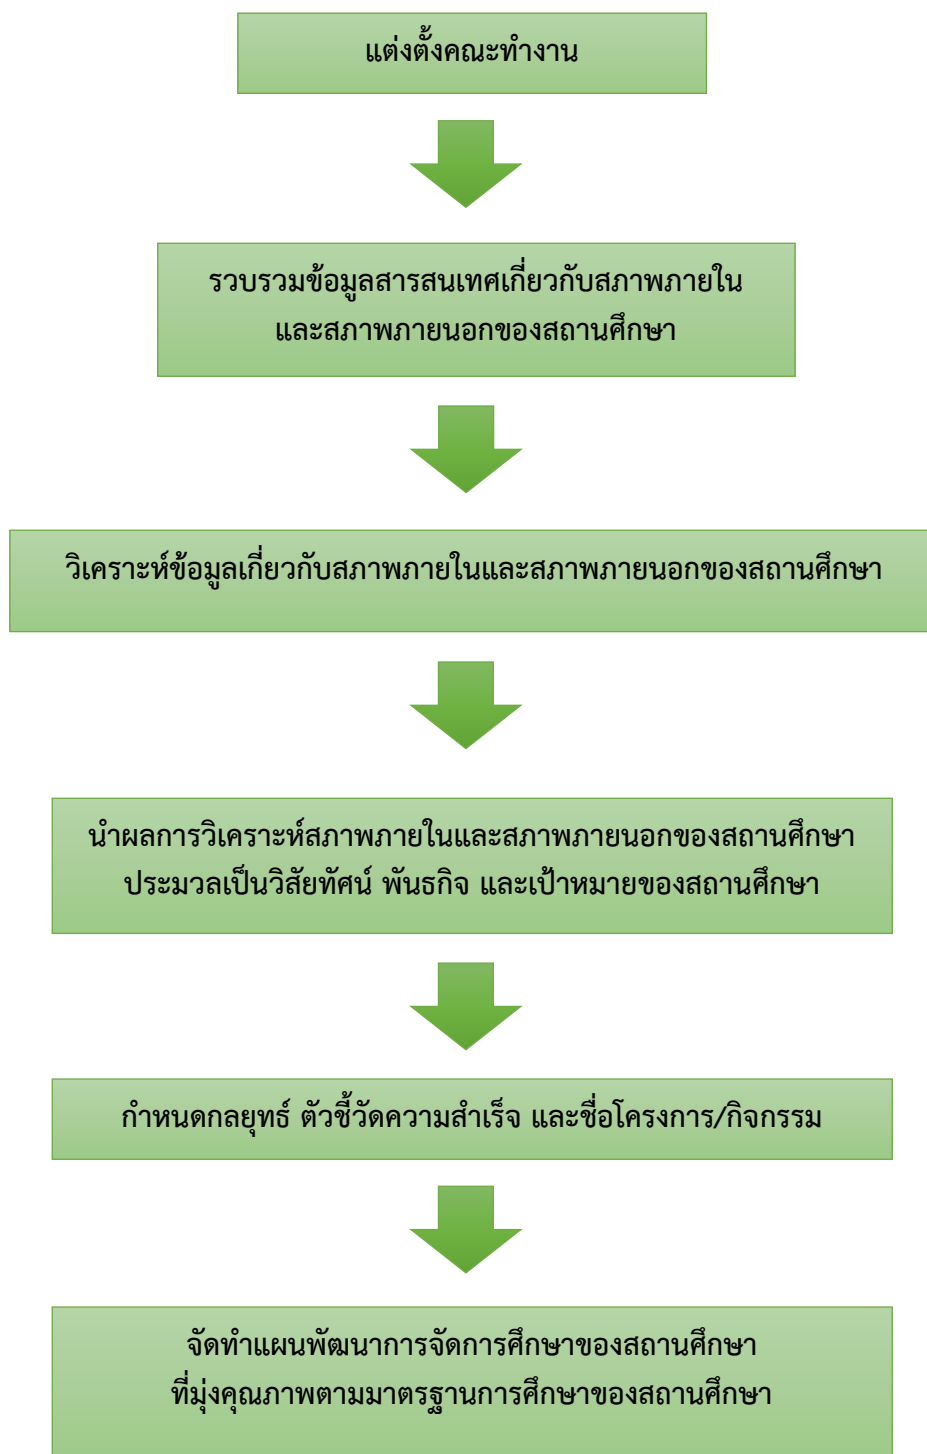 แต่งตั้งคณะทำงาน
รวบรวมข้อมูลสารสนเทศเกี่ยวกับสภาพภายใน
และสภาพภายนอกของสถานศึกษา
วิเคราะห์ข้อมูลเกี่ยวกับสภาพภายในและสภาพภายนอกของสถานศึกษา
นำผลการวิเคราะห์สภาพภายในและสภาพภายนอกของสถานศึกษา
ประมวลเป็นวิสัยทัศน์ พันธกิจ และเป้าหมายของสถานศึกษา
กำหนดกลยุทธ์ ตัวชี้วัดความสำเร็จ และชื่อโครงการ/กิจกรรม
จัดทำแผนพัฒนาการจัดการศึกษาของสถานศึกษา
ที่มุ่งคุณภาพตามมาตรฐานการศึกษาของสถานศึกษา